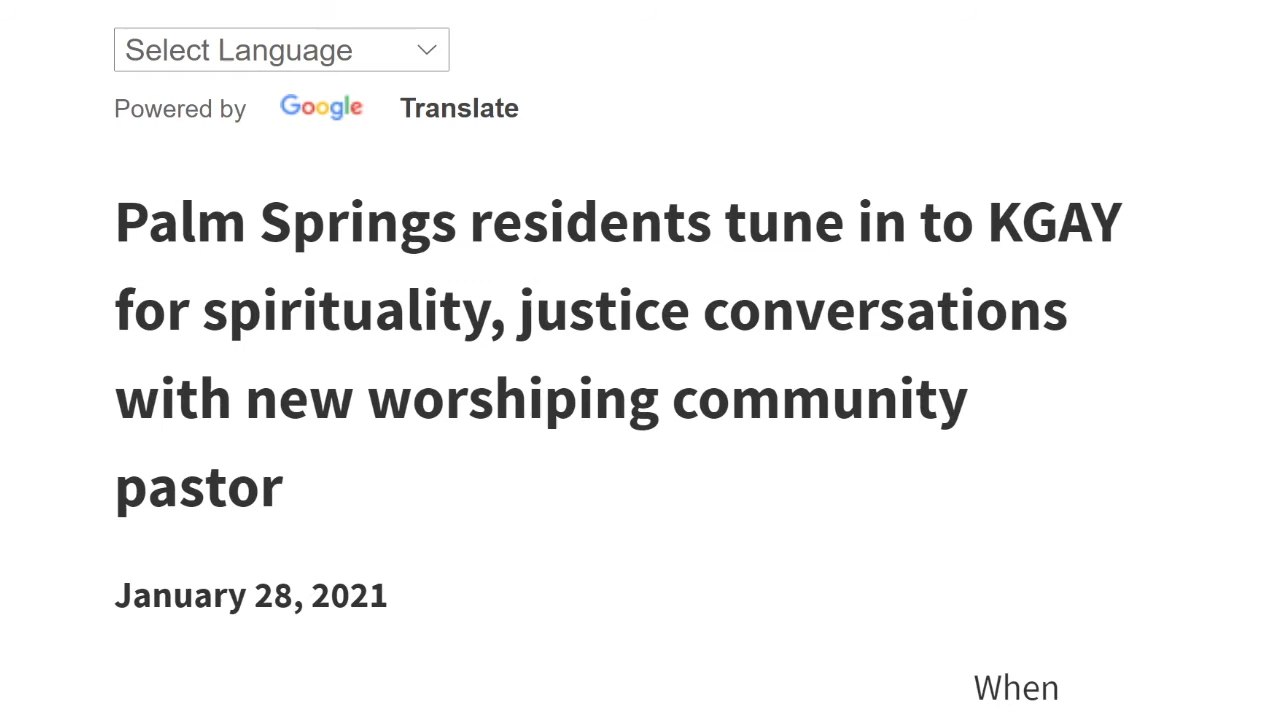 Select Language
Powered by Google Translate
Palm Springs residents tune in to KGAY
for spirituality, justice conversations
with new worshiping community
pastor
January 28, 2021
When